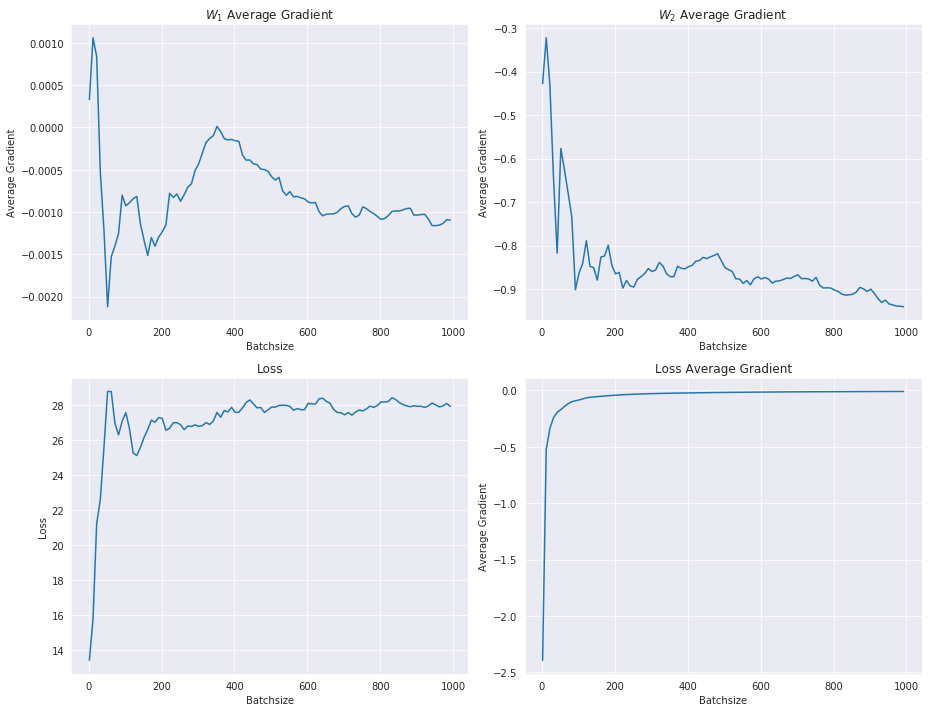 W₁ Average Gradient
0.0010
0.0005
0.0000
−0.0005
−0.0010
−0.0015
−0.0020
Average Gradient
0 200 400 600 800 1000
Batchsize
W₂ Average Gradient
−0.3
−0.4
−0.5
−0.6
−0.7
−0.8
−0.9
Average Gradient
0 200 400 600 800 1000
Batchsize
Loss
28
26
24
22
20
18
16
14
Loss
0 200 400 600 800 1000
Batchsize
Loss Average Gradient
0.0
−0.5
−1.0
−1.5
−2.0
−2.5
Average Gradient
0 200 400 600 800 1000
Batchsize